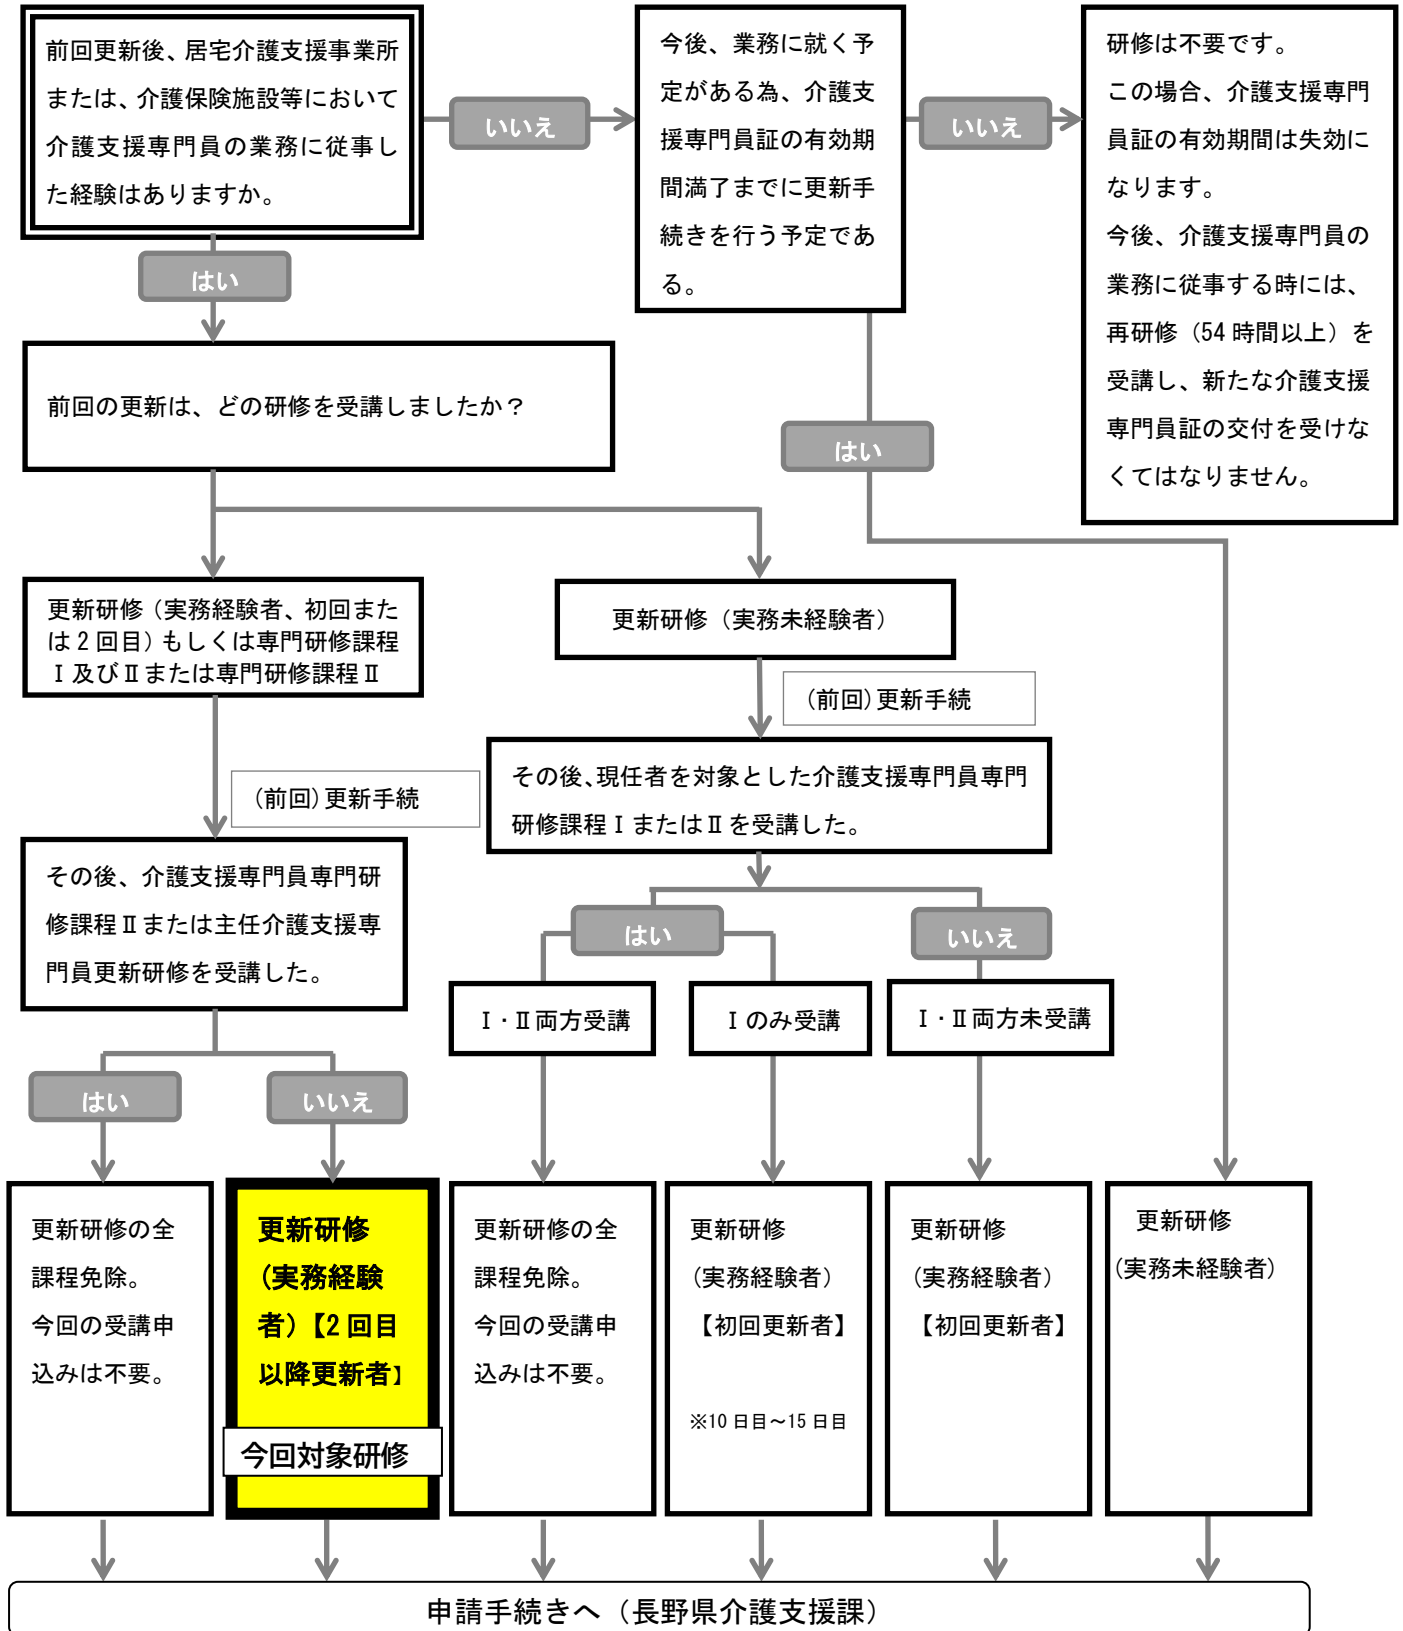 前回更新後、居宅介護支援事業所
または、介護保険施設等において
介護支援専門員の業務に従事し
た経験はありますか。
いいえ
今後、業務に就く予
定がある為、介護支
援専門員証の有効期
間満了までに更新手
続きを行う予定であ
る。
いいえ
研修は不要です。
この場合、介護支援専門
員証の有効期間は失効に
なります。
今後、介護支援専門員の
業務に従事する時には、
再研修（54 時間以上）を
受講し、新たな介護支援
専門員証の交付を受けな
くてはなりません。
はい
前回の更新は、どの研修を受講しましたか？
はい
更新研修（実務経験者、初回また
は 2 回目）もしくは専門研修課程
Ⅰ 及びⅡまたは専門研修課程Ⅱ
更新研修（実務未経験者）
(前回)更新手続
(前回)更新手続
その後、現任者を対象とした介護支援専門員専門
研修課程Ⅰ またはⅡを受講した。
その後、介護支援専門員専門研
修課程Ⅱまたは主任介護支援専
門員更新研修を受講した。
はい
いいえ
Ⅰ・Ⅱ両方受講
Ⅰ のみ受講
Ⅰ・Ⅱ両方未受講
はい
いいえ
更新研修の全
課程免除。
今回の受講申
込みは不要。
更新研修
(実務経験
者)【2 回目
以降更新者】
今回対象研修
更新研修の全
課程免除。
今回の受講申
込みは不要。
更新研修
(実務経験者)
【初回更新者】
※10 日目～15 日目
更新研修
(実務経験者)
【初回更新者】
更新研修
(実務未経験者)
申請手続きへ（長野県介護支援課）